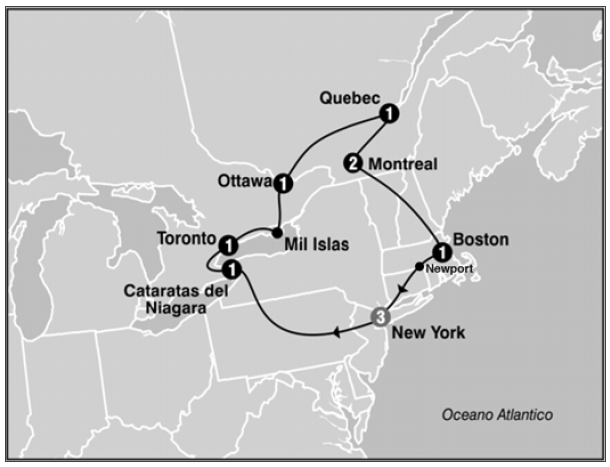 Quebec
1
2 Montreal
Ottawa 1
Toronto 1
Mil Islas
Boston
1
Newport
1
Cataratas del
Niagara
3
New York
Oceano Atlantico